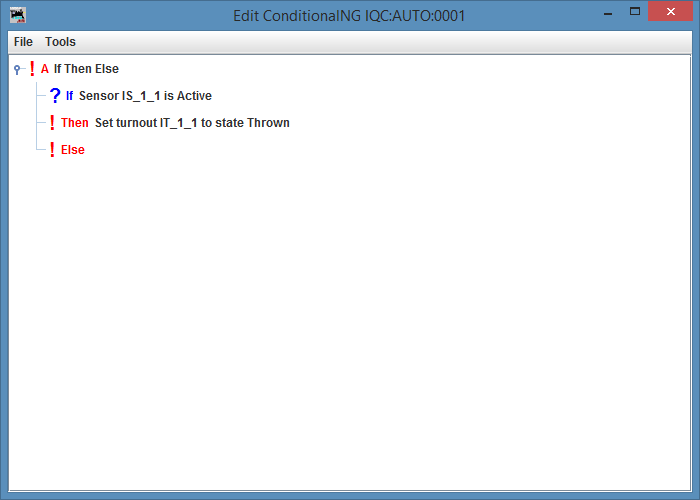 Edit ConditionalNG IQC:AUTO:0001
File Tools
! A If Then Else
? If Sensor IS_1_1 is Active
! Then Set turnout IT_1_1 to state Thrown
! Else